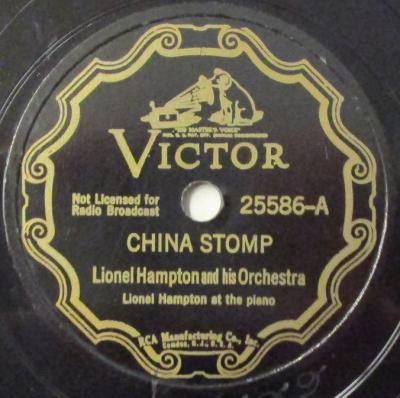 "HIS MASTER'S VOICE"
VICTOR
Not Licensed for
Radio Broadcast
25586-A
CHINA STOMP
Lionel Hampton and his Orchestra
Lionel Hampton at the piano
RCA Manufacturing Co., Inc.
Camden, N.J., U.S.A.